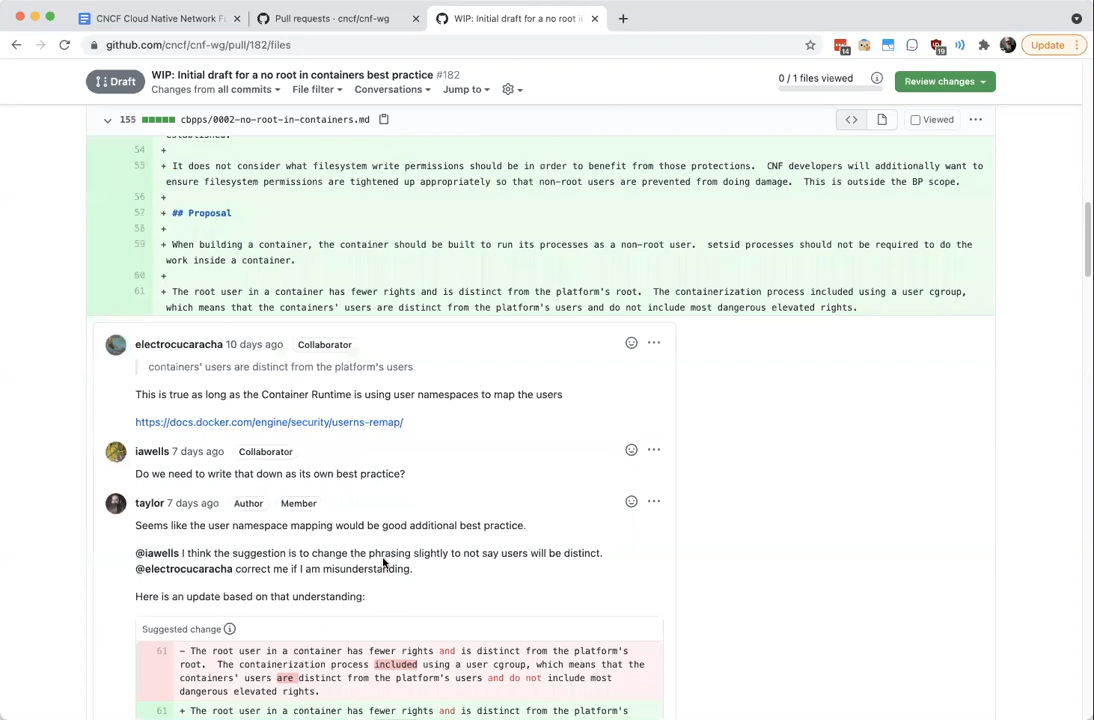 CNCF Cloud Native Network F
Pull requests · cncf/cnf-wg
WIP: Initial draft for a no root i
github.com/cncf/cnf-wg/pull/182/files
14
19
Update
Draft
WIP: Initial draft for a no root in containers best practice #182
Changes from all commits
File filter
Conversations
Jump to
0 / 1 files viewed
Review changes
155
cbpps/0002-no-root-in-containers.md
Viewed
established.
54 +
55 + It does not consider what filesystem write permissions should be in order to benefit from those protections. CNF developers will additionally want to
ensure filesystem permissions are tightened up appropriately so that non-root users are prevented from doing damage. This is outside the BP scope.
56 +
57 + ## Proposal
58 +
59 + When building a container, the container should be built to run its processes as a non-root user. setsid processes should not be required to do the
work inside a container.
60 +
61 + The root user in a container has fewer rights and is distinct from the platform's root. The containerization process included using a user cgroup,
which means that the containers' users are distinct from the platform's users and do not include most dangerous elevated rights.
electrocucaracha 10 days ago Collaborator
containers' users are distinct from the platform's users
This is true as long as the Container Runtime is using user namespaces to map the users
https://docs.docker.com/engine/security/userns-remap/
iawells 7 days ago Collaborator
Do we need to write that down as its own best practice?
taylor 7 days ago Author Member
Seems like the user namespace mapping would be good additional best practice.
@iawells I think the suggestion is to change the phrasing slightly to not say users will be distinct.
@electrocucaracha correct me if I am misunderstanding.
Here is an update based on that understanding:
Suggested change
61 - The root user in a container has fewer rights and is distinct from the platform's
root. The containerization process included using a user cgroup, which means that the
containers' users are distinct from the platform's users and do not include most
dangerous elevated rights.
61 + The root user in a container has fewer rights and is distinct from the platform's